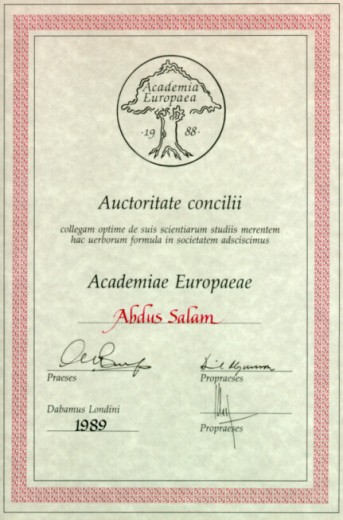 Academia
Europaea
·19 88·
Auctoritate concilii
collegam optime de suis scientiarum studiis merentem
hac uerborum formula in societatem adsciscimus
Academiae Europaeae
Abdus Salam
Praeses
Propraeses
Dabamus Londini
1989
Propraeses